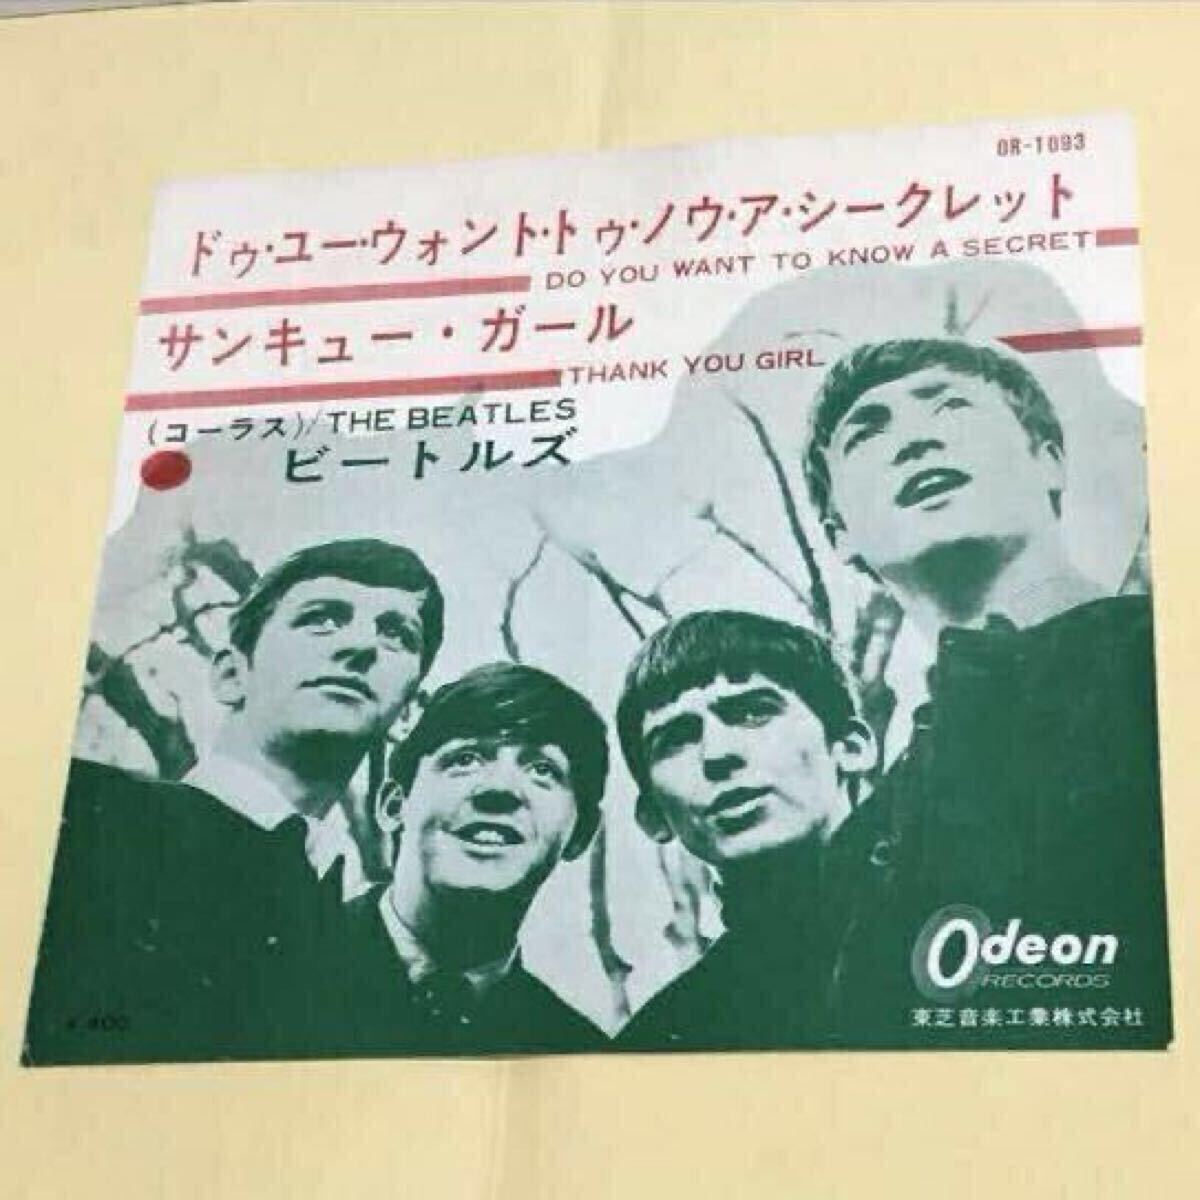 OR-1093
ドゥ・ユー・ウォント・トゥ・ノウ・ア・シークレット
DO YOU WANT TO KNOW A SECRET
サンキュー・ガール
THANK YOU GIRL
(コーラス)/THE BEATLES
ビートルズ
Odeon
RECORDS
東芝音楽工業株式会社
¥ 400